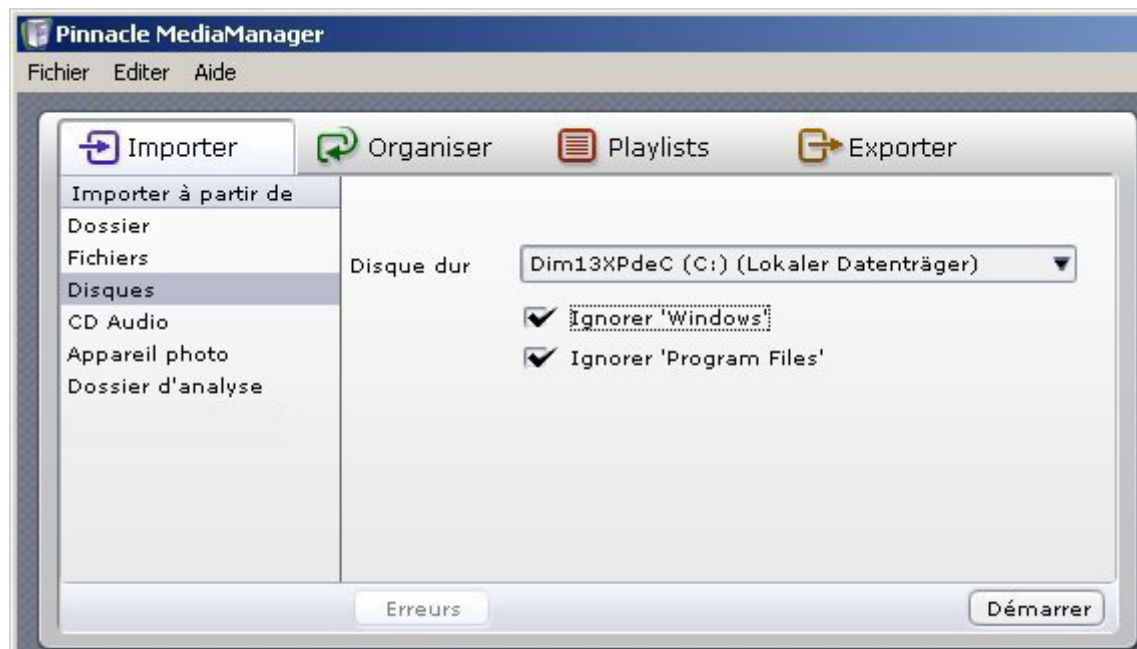 Pinnacle MediaManager
Fichier Editer Aide
Importer Organiser Playlists Exporter
Importer à partir de
Dossier
Fichiers
Disques
CD Audio
Appareil photo
Dossier d'analyse
Disque dur Dim13XPdeC (C:) (Lokaler Datenträger)
Ignorer 'Windows'
Ignorer 'Program Files'
Erreurs Démarrer